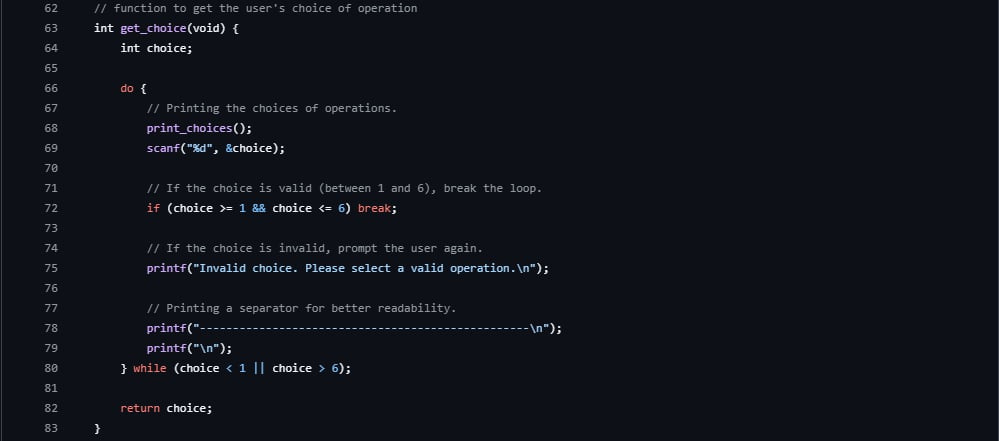 62 // function to get the user's choice of operation
63 int get_choice(void) {
64     int choice;
65
66     do {
67         // Printing the choices of operations.
68         print_choices();
69         scanf("%d", &choice);
70
71         // If the choice is valid (between 1 and 6), break the loop.
72         if (choice >= 1 && choice <= 6) break;
73
74         // If the choice is invalid, prompt the user again.
75         printf("Invalid choice. Please select a valid operation.\n");
76
77         // Printing a separator for better readability.
78         printf("--------------------------------------------------\n");
79         printf("\n");
80     } while (choice < 1 || choice > 6);
81
82     return choice;
83 }